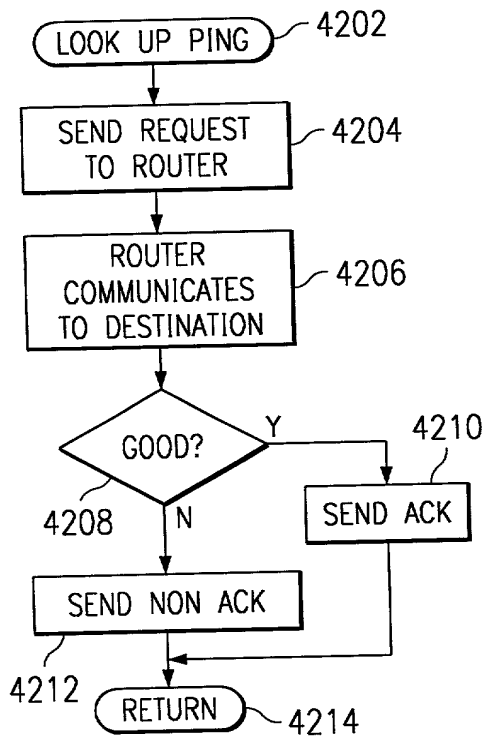 LOOK UP PING
4202
SEND REQUEST
TO ROUTER
4204
ROUTER
COMMUNICATES
TO DESTINATION
4206
GOOD?
Y
4208
N
4210
SEND ACK
SEND NON ACK
4212
RETURN
4214